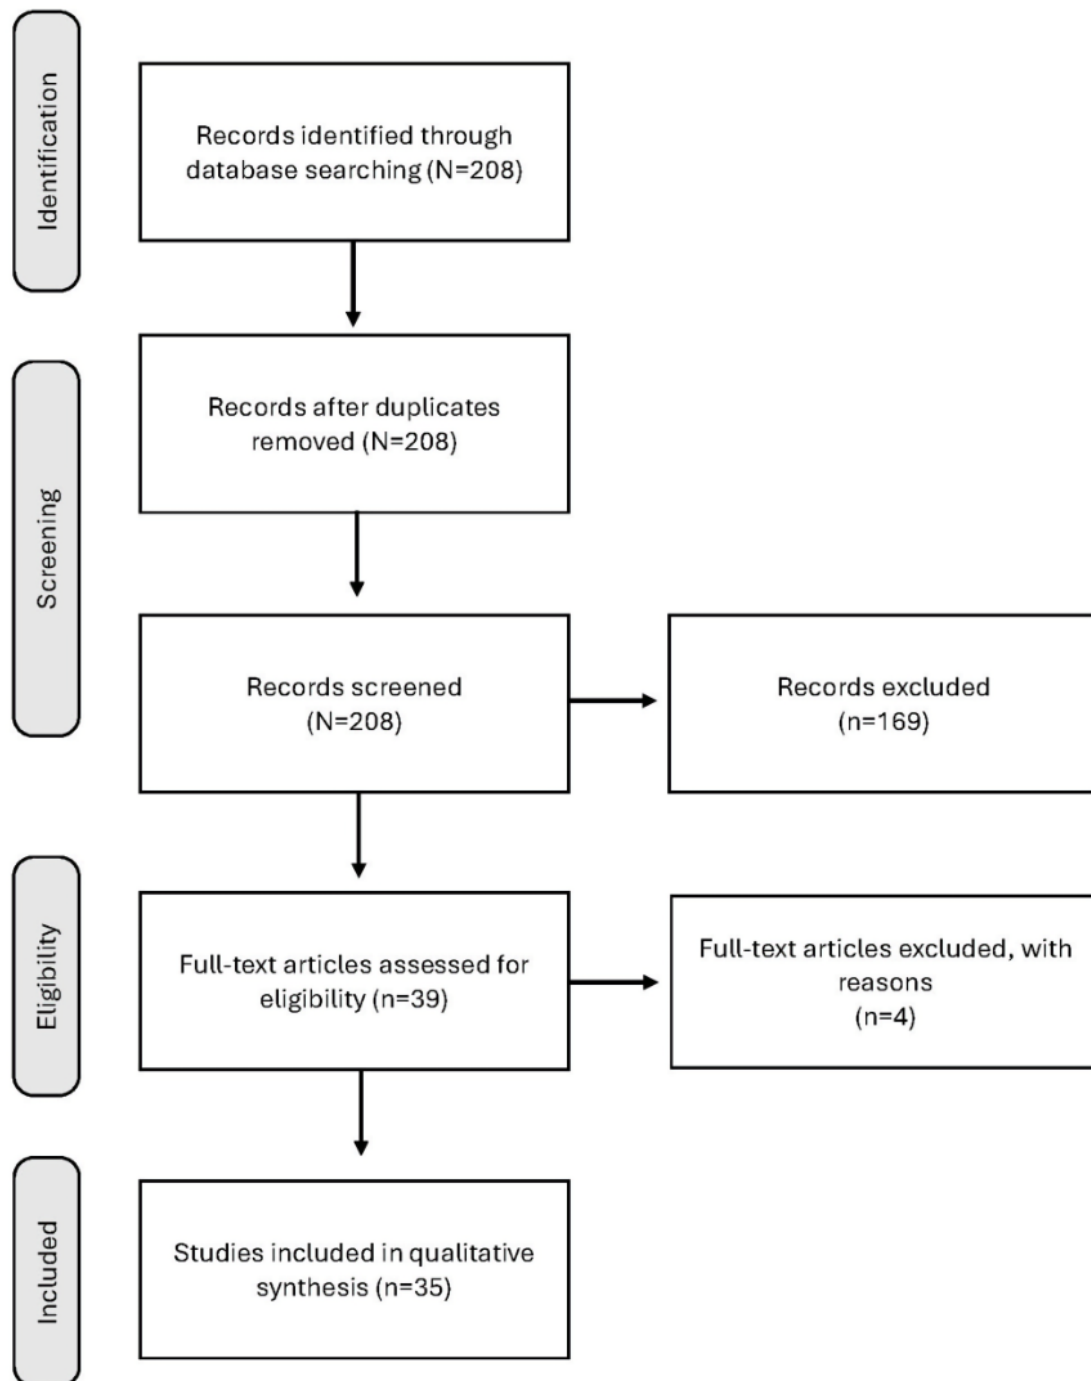 Identification
Records identified through
database searching (N=208)
Screening
Records after duplicates
removed (N=208)
Records screened
(N=208)
Records excluded
(n=169)
Eligibility
Full-text articles assessed for
eligibility (n=39)
Full-text articles excluded, with
reasons
(n=4)
Included
Studies included in qualitative
synthesis (n=35)